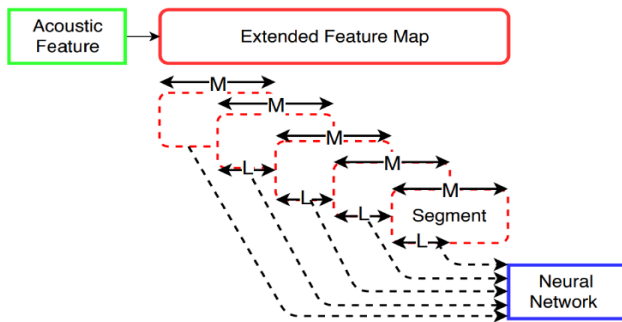 Acoustic
Feature
Extended Feature Map
M
M
M
M
M
L
L
L
L
Segment
Neural
Network